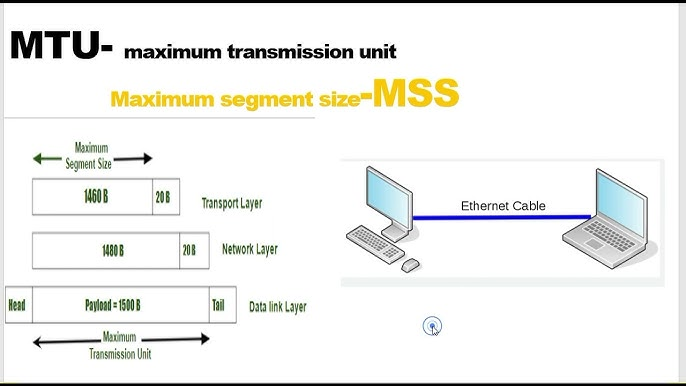 MTU- maximum transmission unit
Maximum segment size-MSS
Maximum
Segment Size
1460 B
20 B
Transport Layer
1480 B
20 B
Network Layer
Head
Payload = 1500 B
Tail
Data link Layer
Maximum
Transmission Unit
Ethernet Cable